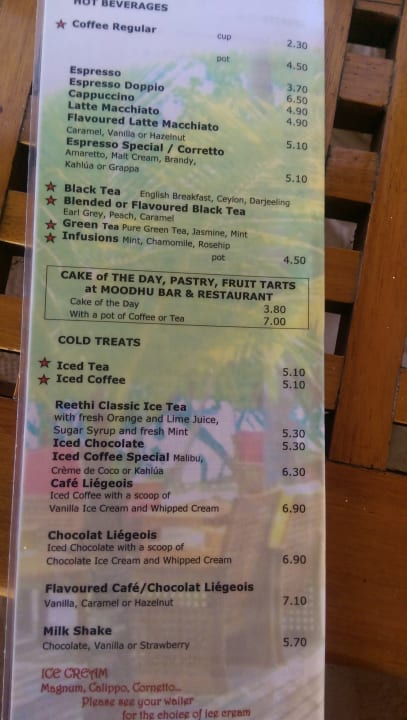 HOT BEVERAGES
★ Coffee Regular
cup 2.30
pot 4.50
Espresso 3.70
Espresso Doppio 6.50
Cappuccino 4.90
Latte Macchiato 4.90
Flavoured Latte Macchiato
Caramel, Vanilla or Hazelnut 5.10
Espresso Special / Corretto
Amaretto, Malt Cream, Brandy,
Kahlúa or Grappa 5.10
★ Black Tea English Breakfast, Ceylon, Darjeeling
★ Blended or Flavoured Black Tea
Earl Grey, Peach, Caramel
★ Green Tea Pure Green Tea, Jasmine, Mint
★ Infusions Mint, Chamomile, Rosehip
pot 4.50
CAKE of THE DAY, PASTRY, FRUIT TARTS
at MOODHU BAR & RESTAURANT
Cake of the Day 3.80
With a pot of Coffee or Tea 7.00
COLD TREATS
★ Iced Tea 5.10
★ Iced Coffee 5.10
Reethi Classic Ice Tea
with fresh Orange and Lime Juice,
Sugar Syrup and fresh Mint 5.30
Iced Chocolate 5.30
Iced Coffee Special Malibu,
Crème de Coco or Kahlúa 6.30
Café Liégeois
Iced Coffee with a scoop of
Vanilla Ice Cream and Whipped Cream 6.90
Chocolat Liégeois
Iced Chocolate with a scoop of
Chocolate Ice Cream and Whipped Cream 6.90
Flavoured Café/Chocolat Liégeois
Vanilla, Caramel or Hazelnut 7.10
Milk Shake
Chocolate, Vanilla or Strawberry 5.70
ICE CREAM
Magnum, Calippo, Cornetto...
Please see your waiter
for the choice of ice cream